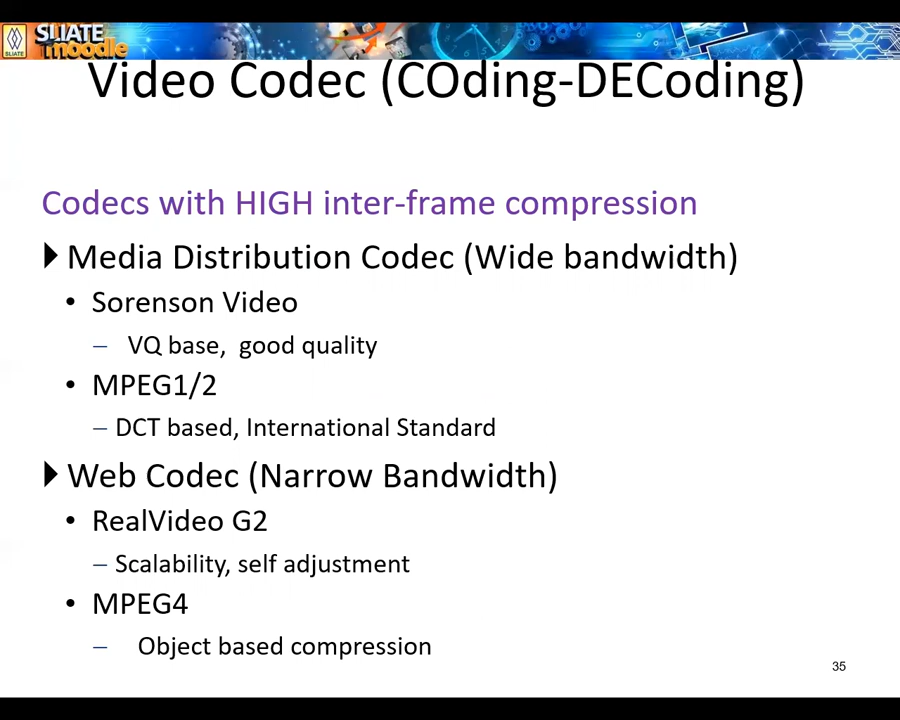 SLIATE
moodle
SLIATE
Video Codec (COding-DECoding)
Codecs with HIGH inter-frame compression
Media Distribution Codec (Wide bandwidth)
• Sorenson Video
– VQ base, good quality
• MPEG1/2
– DCT based, International Standard
Web Codec (Narrow Bandwidth)
• RealVideo G2
– Scalability, self adjustment
• MPEG4
– Object based compression
35